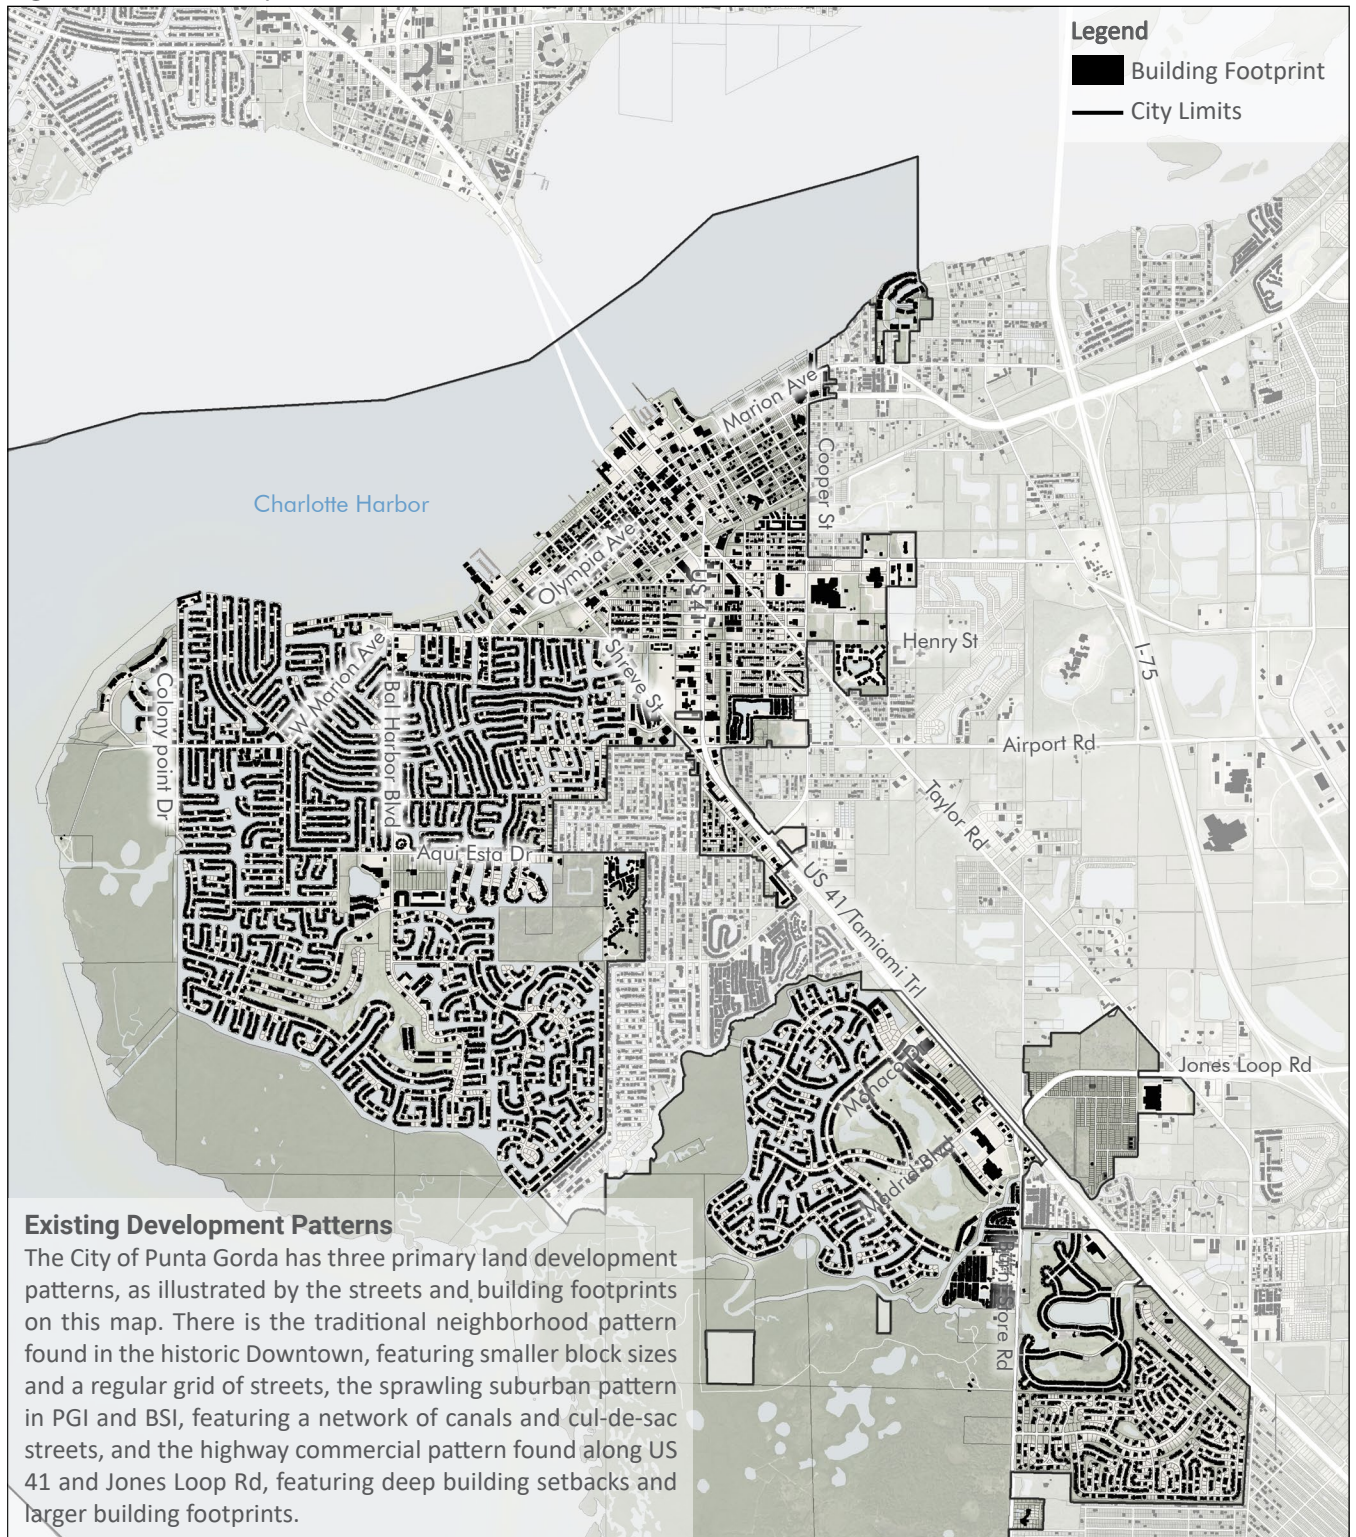 Legend
Building Footprint
City Limits
Marion Ave
Cooper St
Charlotte Harbor
Olympia Ave
US 41
Henry St
Shreve St
I-75
W Marion Ave
Bal Harbor Blvd
Colony point Dr
Airport Rd
Taylor Rd
Aqui Esta Dr
US 41/Tamiami Trl
Jones Loop Rd
Madrid Blvd
Existing Development Patterns
The City of Punta Gorda has three primary land development
patterns, as illustrated by the streets and building footprints
on this map. There is the traditional neighborhood pattern
found in the historic Downtown, featuring smaller block sizes
and a regular grid of streets, the sprawling suburban pattern
in PGI and BSI, featuring a network of canals and cul-de-sac
streets, and the highway commercial pattern found along US
41 and Jones Loop Rd, featuring deep building setbacks and
larger building footprints.